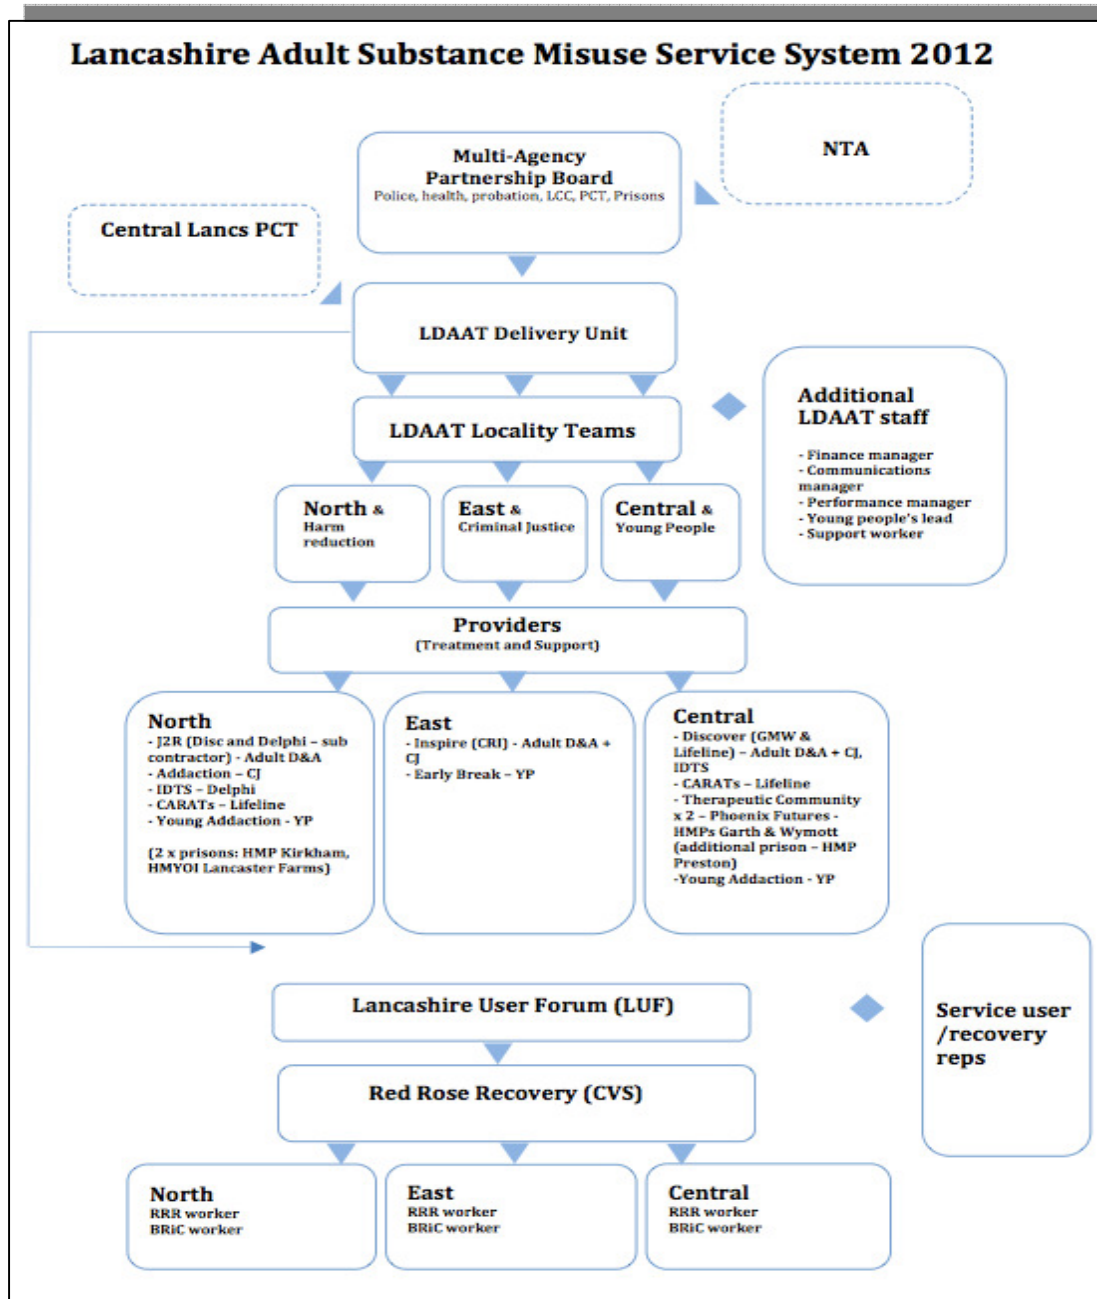 Lancashire Adult Substance Misuse Service System 2012
NTA
Multi-Agency
Partnership Board
Police, health, probation, LCC, PCT, Prisons
Central Lancs PCT
LDAAT Delivery Unit
Additional
LDAAT staff
- Finance manager
- Communications
manager
- Performance manager
- Young people's lead
- Support worker
LDAAT Locality Teams
North &
Harm
reduction
East &
Criminal Justice
Central &
Young People
Providers
(Treatment and Support)
North
- J2R (Disc and Delphi – sub
contractor) - Adult D&A
- Addaction – CJ
- IDTS – Delphi
- CARATs – Lifeline
- Young Addaction - YP
(2 x prisons: HMP Kirkham,
HMYOI Lancaster Farms)
East
- Inspire (CRI) - Adult D&A +
CJ
- Early Break – YP
Central
- Discover (GMW &
Lifeline) – Adult D&A + CJ,
IDTS
- CARATs – Lifeline
- Therapeutic Community
x 2 – Phoenix Futures -
HMPs Garth & Wymott
(additional prison – HMP
Preston)
-Young Addaction - YP
Lancashire User Forum (LUF)
Service user
/recovery
reps
Red Rose Recovery (CVS)
North
RRR worker
BRiC worker
East
RRR worker
BRiC worker
Central
RRR worker
BRiC worker